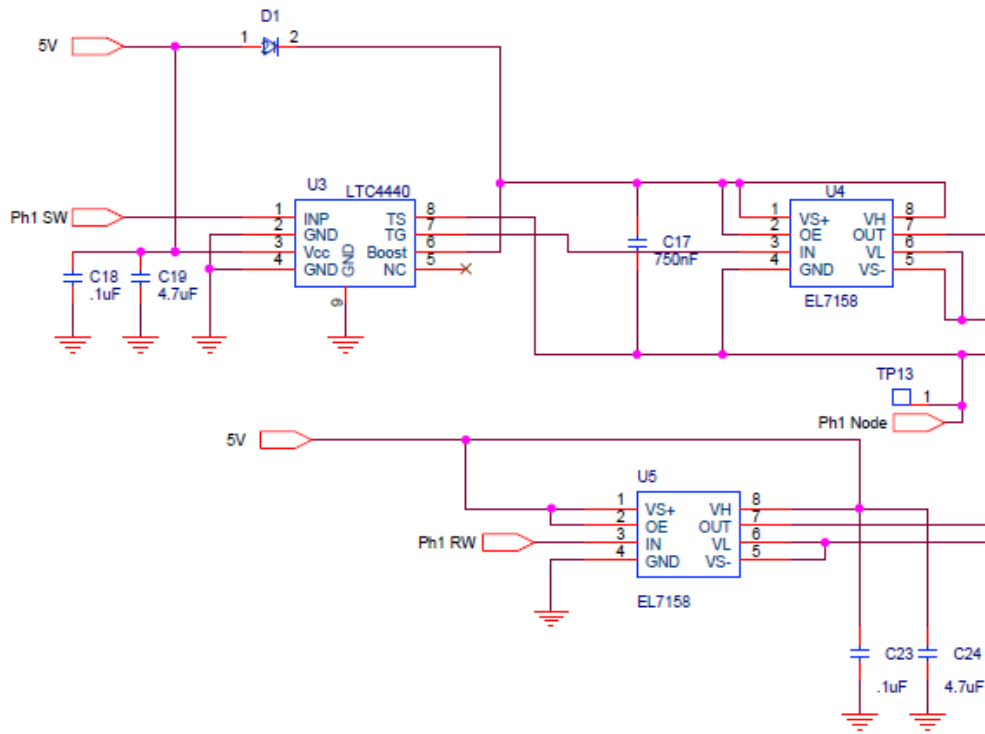 D1
5V
1
2
U3
LTC4440
Ph1 SW
1
2
3
4
INP
GND
Vcc
GND
GND
TS
TG
Boost
NC
8
7
6
5
9
C18
.1uF
C19
4.7uF
C17
750nF
U4
1
2
3
4
VS+
OE
IN
GND
VH
OUT
VL
VS-
8
7
6
5
EL7158
TP13
1
Ph1 Node
5V
U5
Ph1 RW
1
2
3
4
VS+
OE
IN
GND
VH
OUT
VL
VS-
8
7
6
5
EL7158
C23
.1uF
C24
4.7uF